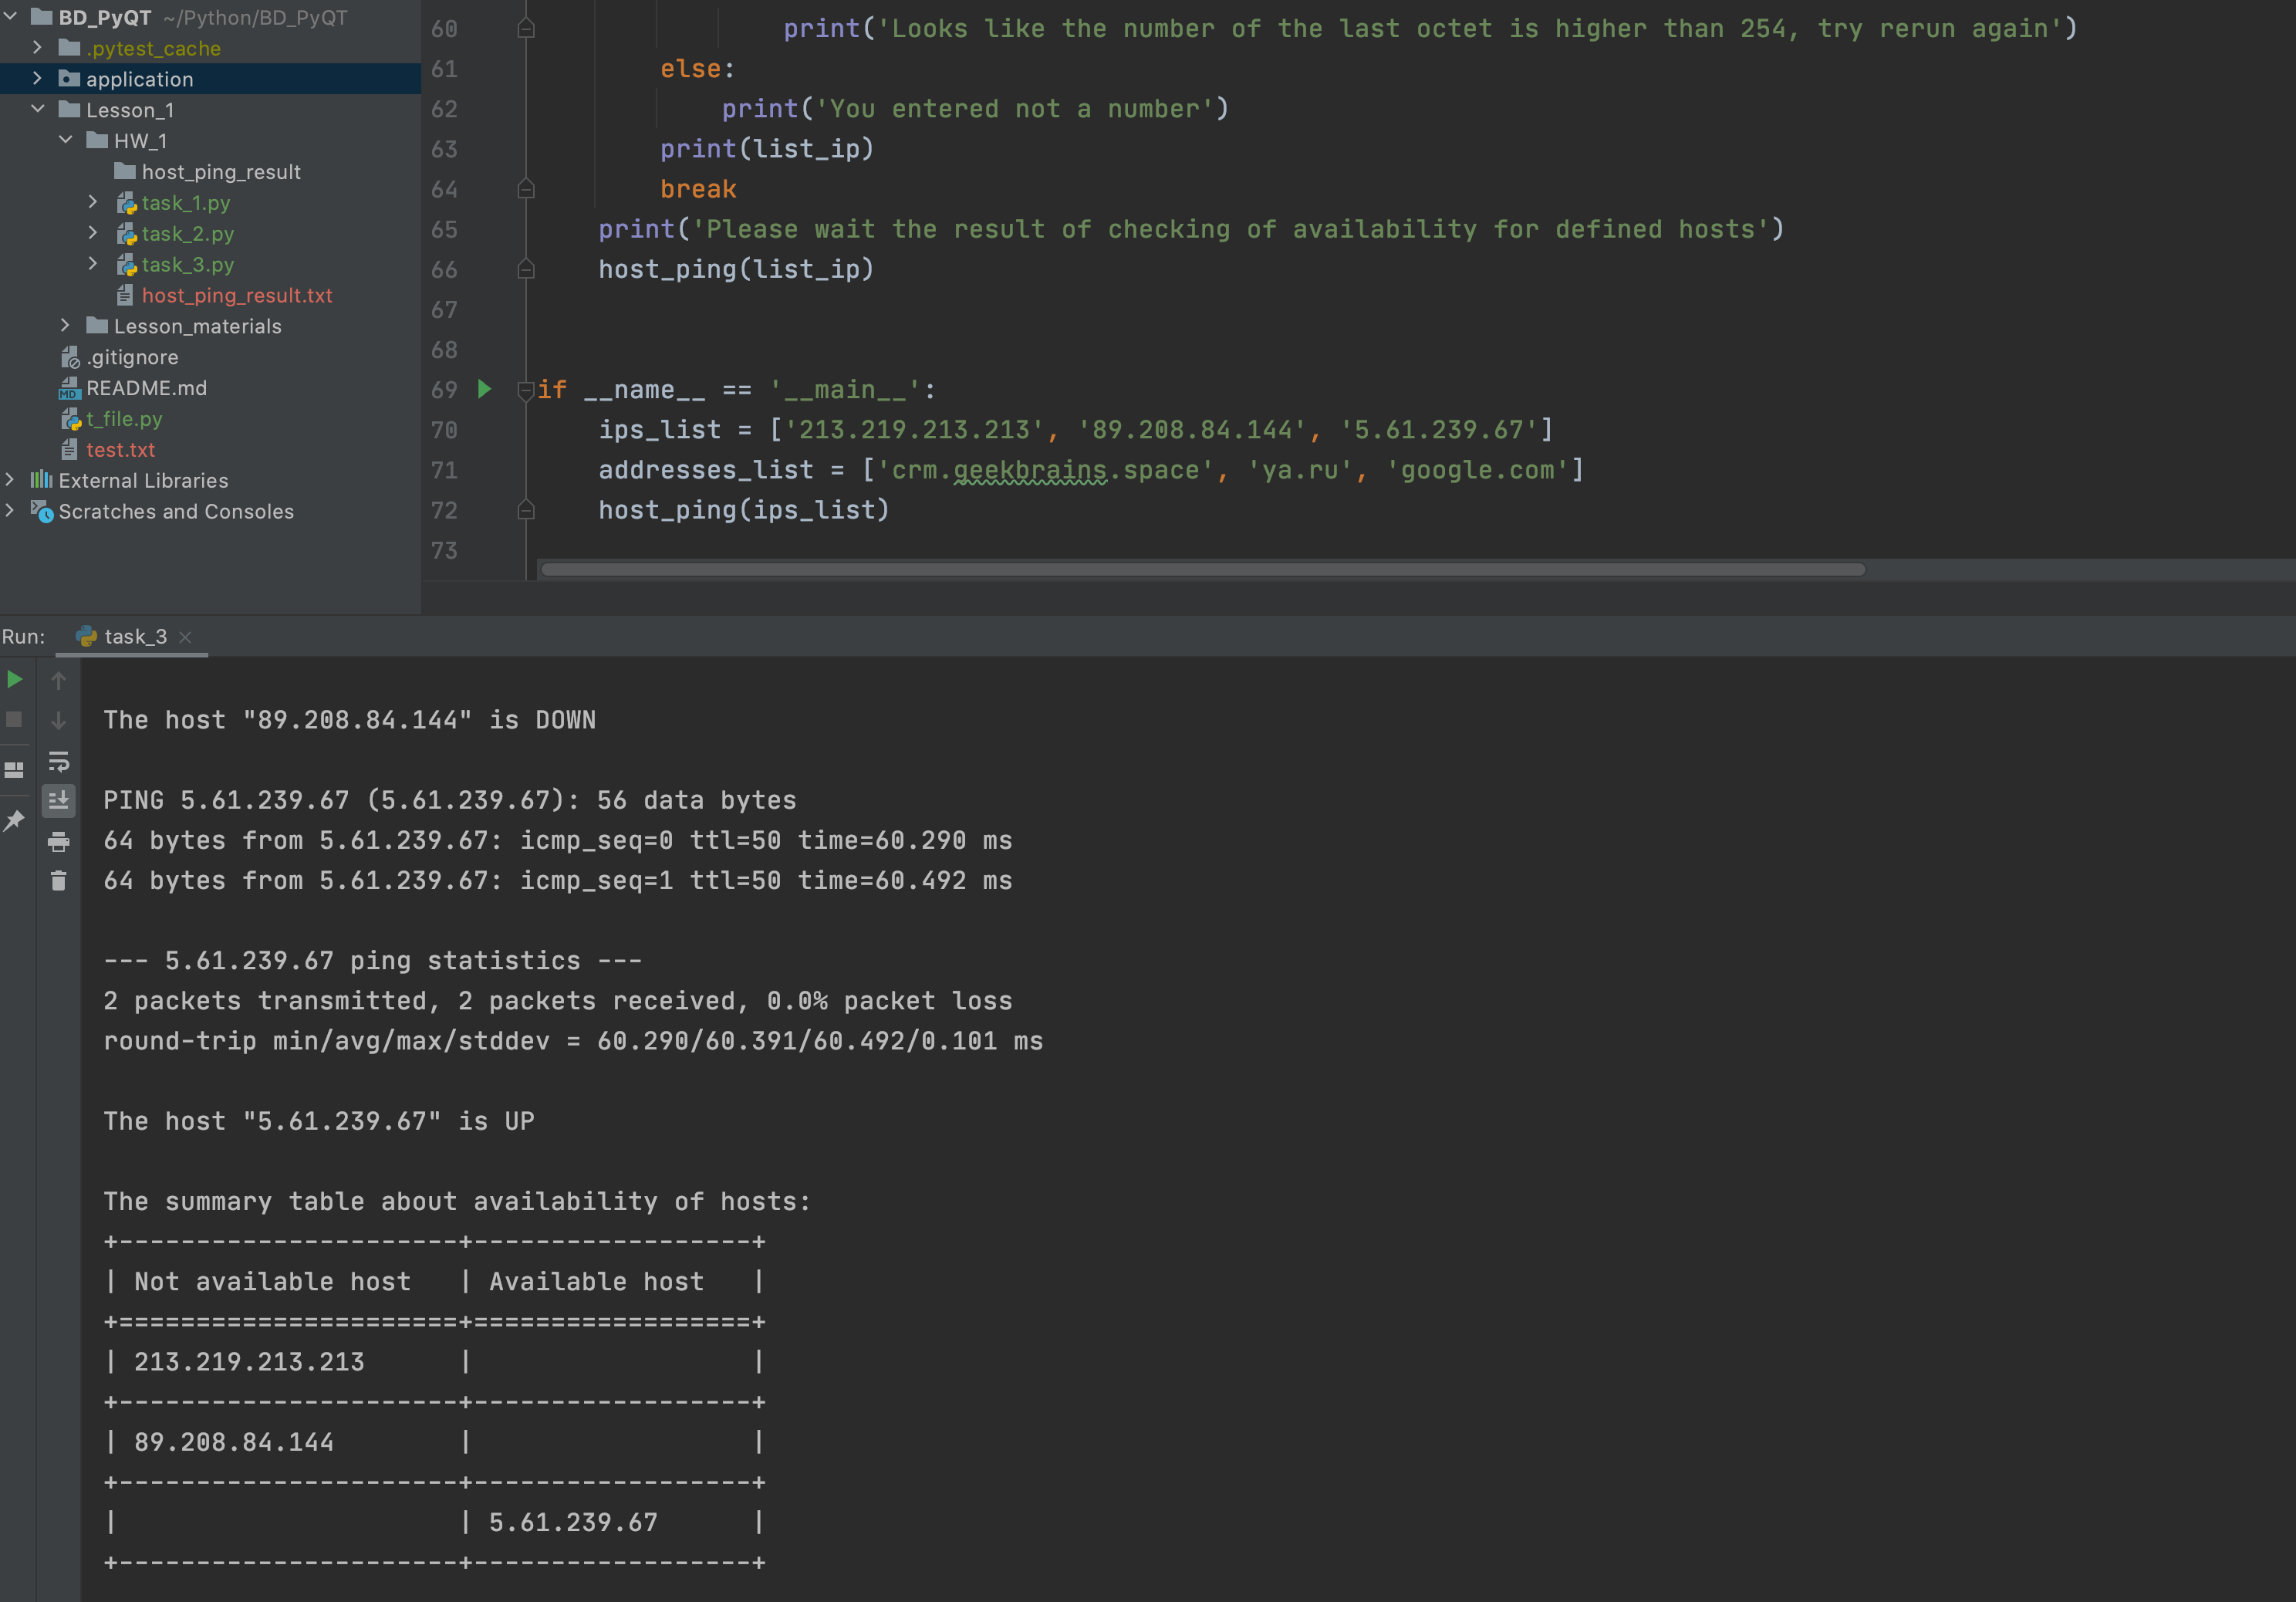 BD_PyQT ~/Python/BD_PyQT
.pytest_cache
application
Lesson_1
HW_1
host_ping_result
task_1.py
task_2.py
task_3.py
host_ping_result.txt
Lesson_materials
.gitignore
README.md
t_file.py
test.txt
External Libraries
Scratches and Consoles
60 print('Looks like the number of the last octet is higher than 254, try rerun again')
61 else:
62 print('You entered not a number')
63 print(list_ip)
64 break
65 print('Please wait the result of checking of availability for defined hosts')
66 host_ping(list_ip)
67
68
69 if __name__ == '__main__':
70 ips_list = ['213.219.213.213', '89.208.84.144', '5.61.239.67']
71 addresses_list = ['crm.geekbrains.space', 'ya.ru', 'google.com']
72 host_ping(ips_list)
73
Run: task_3
The host "89.208.84.144" is DOWN
PING 5.61.239.67 (5.61.239.67): 56 data bytes
64 bytes from 5.61.239.67: icmp_seq=0 ttl=50 time=60.290 ms
64 bytes from 5.61.239.67: icmp_seq=1 ttl=50 time=60.492 ms
--- 5.61.239.67 ping statistics ---
2 packets transmitted, 2 packets received, 0.0% packet loss
round-trip min/avg/max/stddev = 60.290/60.391/60.492/0.101 ms
The host "5.61.239.67" is UP
The summary table about availability of hosts:
+----------------------+------------------+
| Not available host   | Available host   |
+======================+==================+
| 213.219.213.213      |                  |
+----------------------+------------------+
| 89.208.84.144        |                  |
+----------------------+------------------+
|                      | 5.61.239.67      |
+----------------------+------------------+